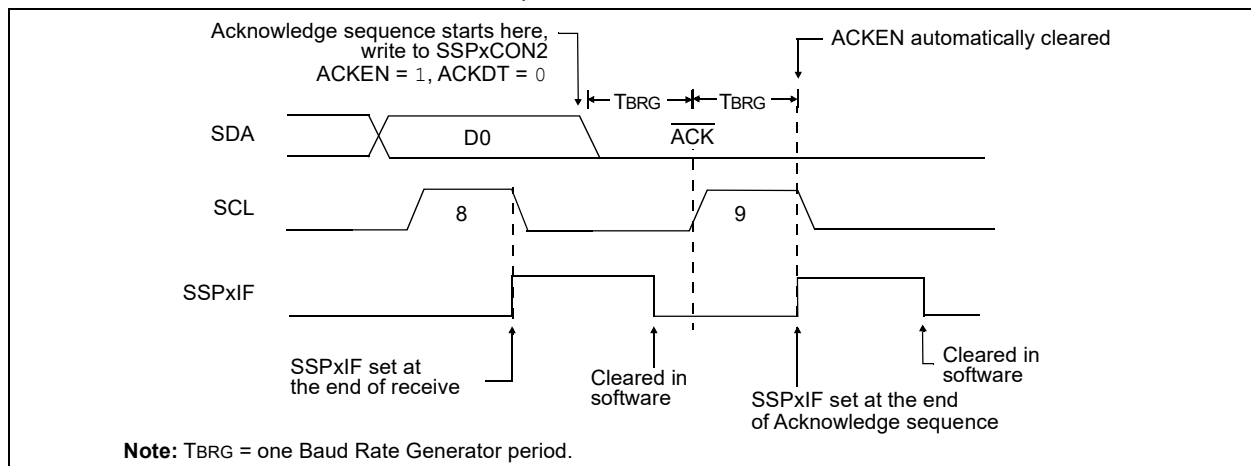 Acknowledge sequence starts here,
write to SSPxCON2
ACKEN = 1, ACKDT = 0
ACKEN automatically cleared
TBRG
TBRG
SDA
D0
ACK
SCL
8
9
SSPxIF
SSPxIF set at
the end of receive
Cleared in
software
SSPxIF set at the end
of Acknowledge sequence
Cleared in
software
Note: TBRG = one Baud Rate Generator period.